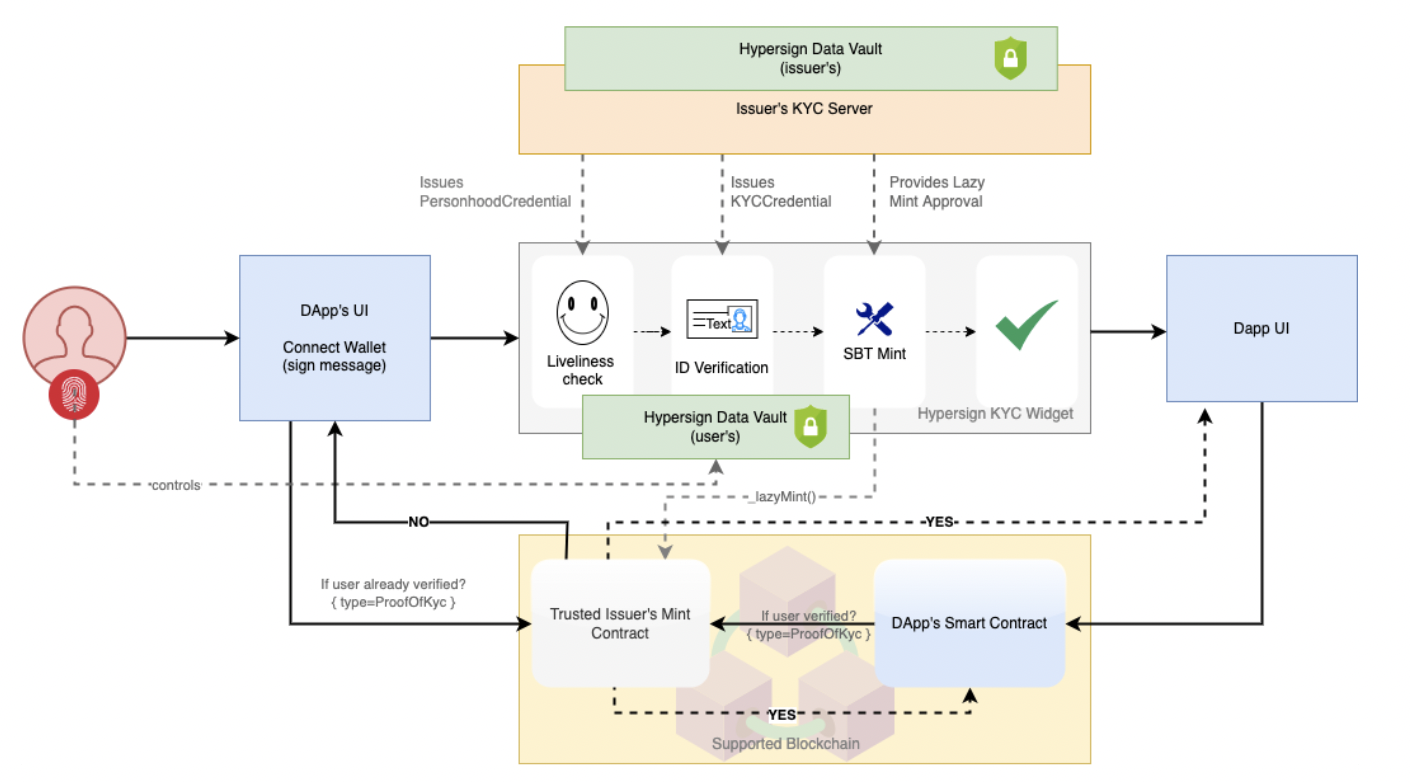 Hypersign Data Vault
(issuer's)
Issuer's KYC Server
Issues
PersonhoodCredential
Issues
KYCCredential
Provides Lazy
Mint Approval
DApp's UI
Connect Wallet
(sign message)
Liveliness
check
Text
ID Verification
SBT Mint
Hypersign KYC Widget
Dapp UI
Hypersign Data Vault
(user's)
controls
_lazyMint()
NO
YES
If user already verified?
{ type=ProofOfKyc }
Trusted Issuer's Mint
Contract
If user verified?
{ type=ProofOfKyc }
DApp's Smart Contract
YES
Supported Blockchain